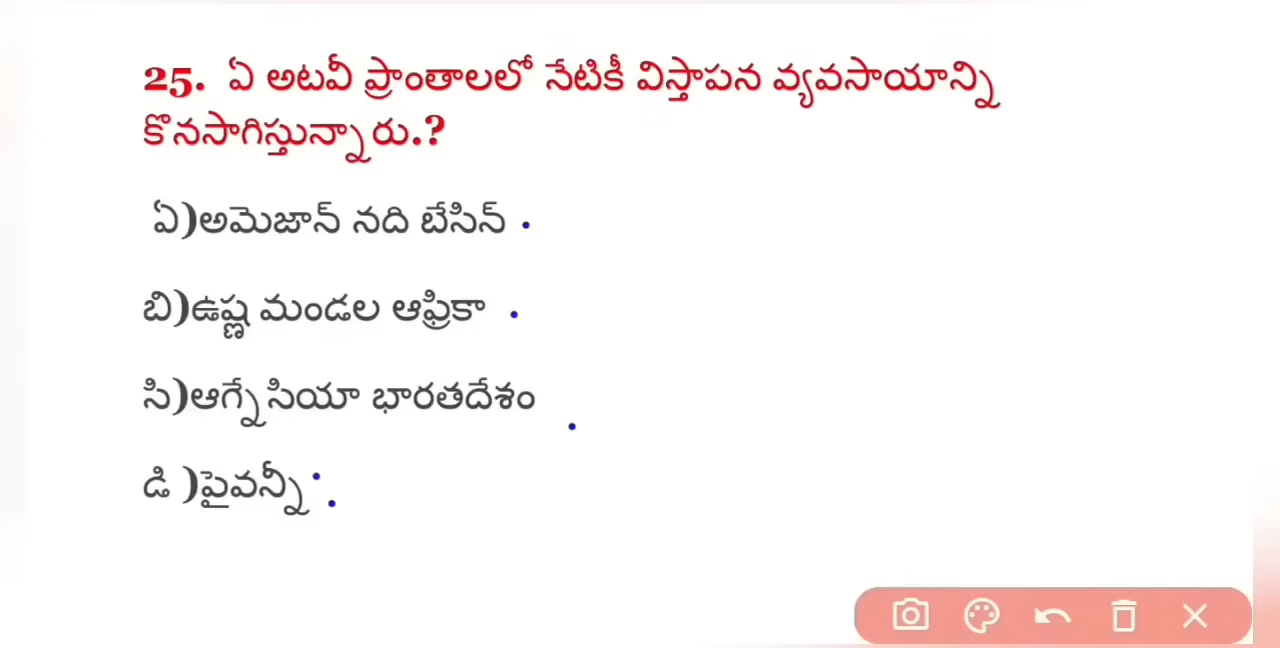 25. ఏ అటవీ ప్రాంతాలలో నేటికీ విస్తాపన వ్యవసాయాన్ని
కొనసాగిస్తున్నారు.?
ఏ)అమెజాన్ నది బేసిన్
బి)ఉష్ణ మండల ఆఫ్రికా
సి)ఆగ్నేసియా భారతదేశం
డి )పైవన్నీ